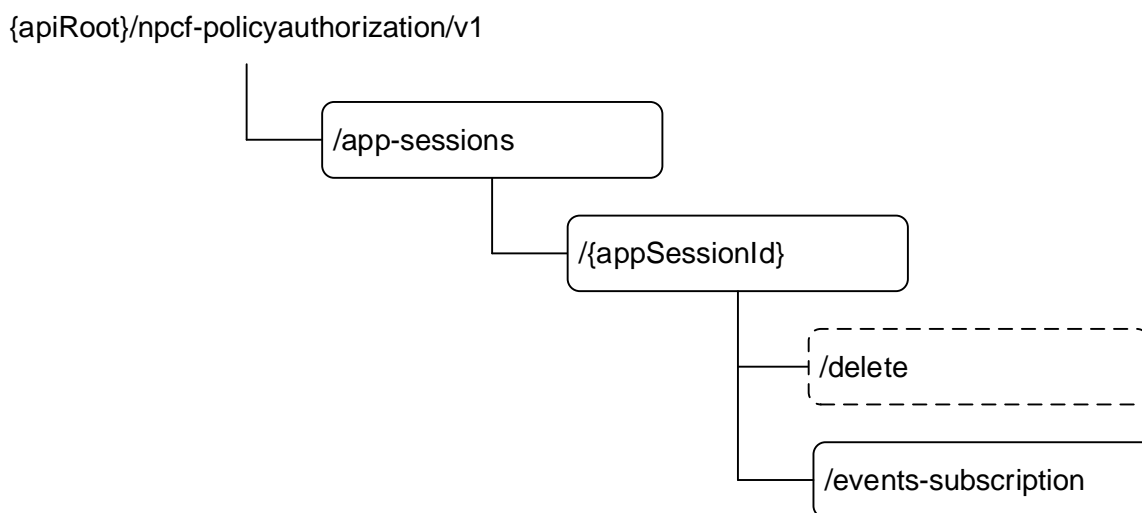 {apiRoot}/npcf-policyauthorization/v1
/app-sessions
/{appSessionId}
/delete
/events-subscription